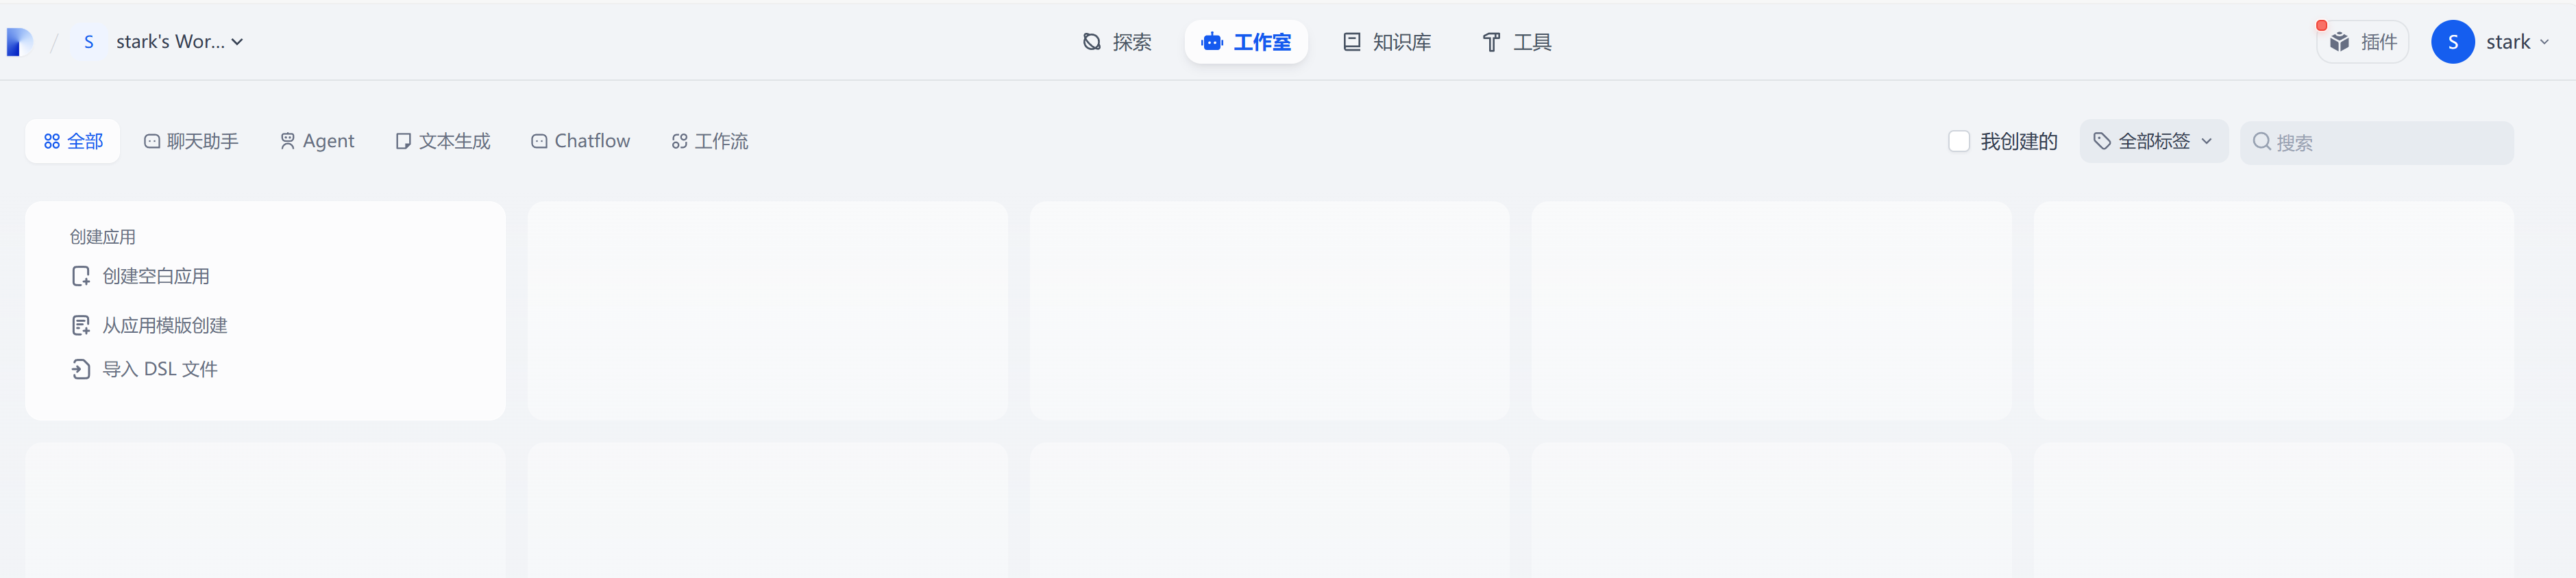 S stark's Wor...
探索
工作室
知识库
工具
插件
S stark
全部
聊天助手
Agent
文本生成
Chatflow
工作流
我创建的
全部标签
搜索
创建应用
创建空白应用
从应用模版创建
导入 DSL 文件